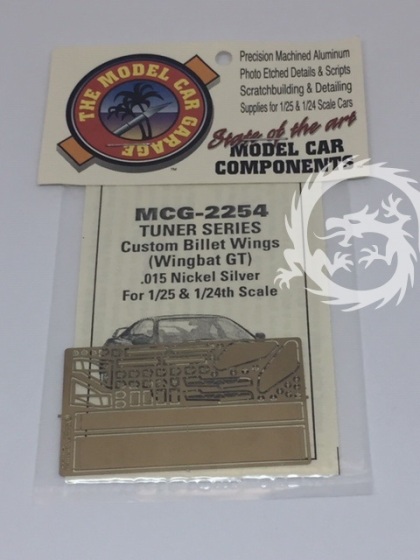 THE MODEL CAR GARAGE
™
Precision Machined Aluminum
Photo Etched Details & Scripts
Scratchbuilding & Detailing
Supplies for 1/25 & 1/24 Scale Cars
State of the art
MODEL CAR
COMPONENTS
MCG-2254
TUNER SERIES
Custom Billet Wings
(Wingbat GT)
.015 Nickel Silver
For 1/25 & 1/24th Scale